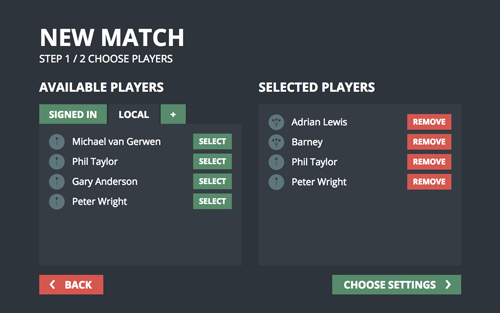 NEW MATCH
STEP 1 / 2 CHOOSE PLAYERS
AVAILABLE PLAYERS
SIGNED IN LOCAL +
Michael van Gerwen SELECT
Phil Taylor SELECT
Gary Anderson SELECT
Peter Wright SELECT
SELECTED PLAYERS
Adrian Lewis REMOVE
Barney REMOVE
Phil Taylor REMOVE
Peter Wright REMOVE
BACK
CHOOSE SETTINGS